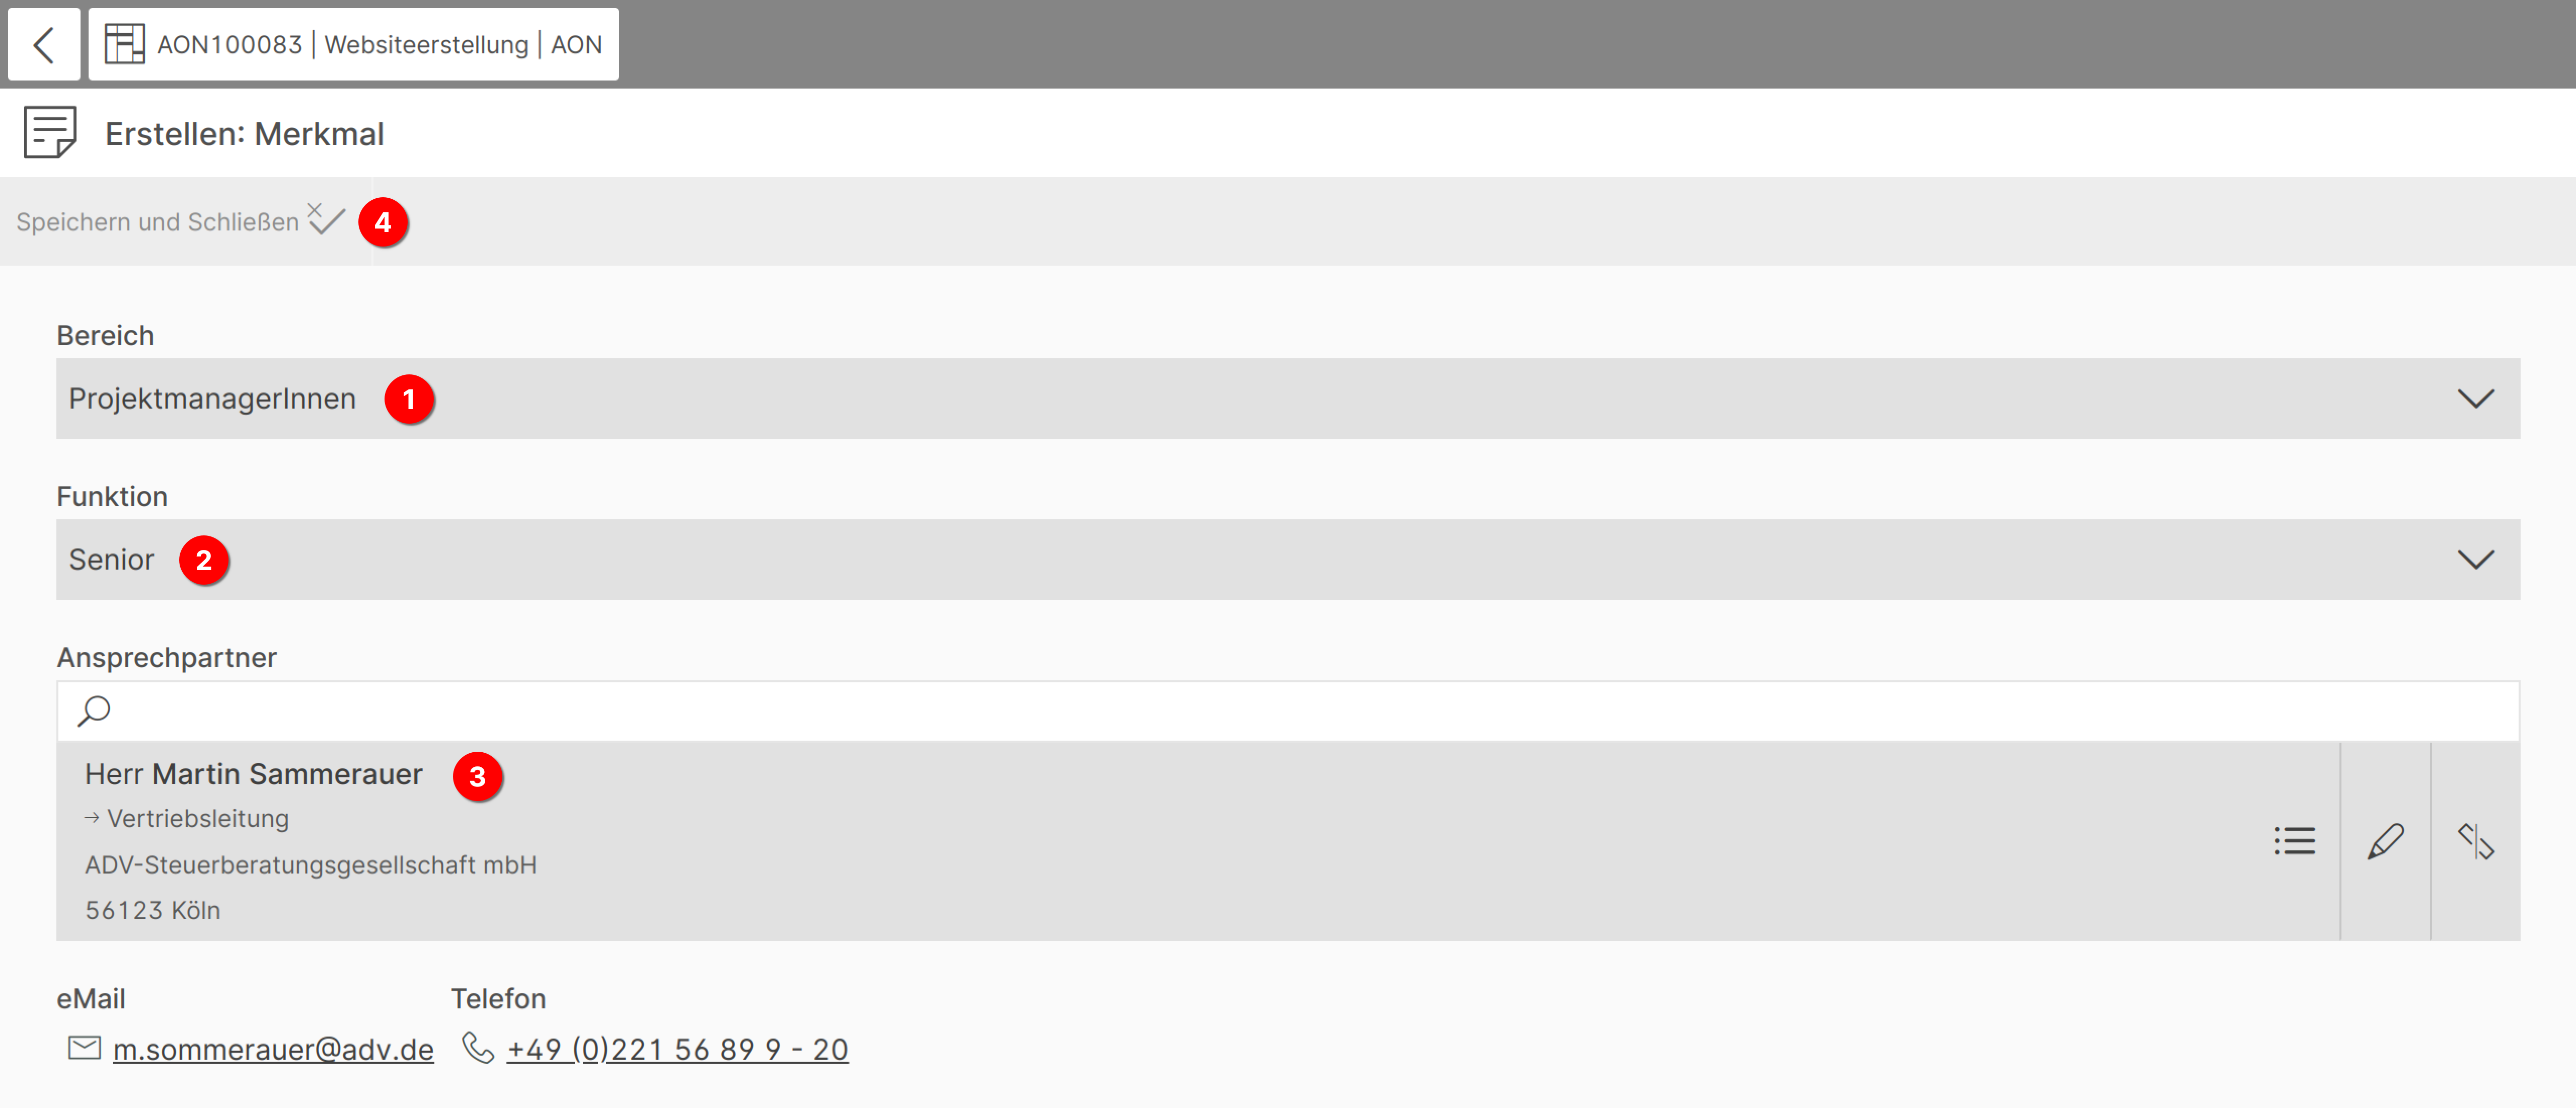 AON100083 | Websiteerstellung | AON
Erstellen: Merkmal
Speichern und Schließen 4
Bereich
ProjektmanagerInnen 1
Funktion
Senior 2
Ansprechpartner
Herr Martin Sammerauer 3
→ Vertriebsleitung
ADV-Steuerberatungsgesellschaft mbH
56123 Köln
eMail Telefon
m.sommerauer@adv.de +49 (0)221 56 89 9 - 20